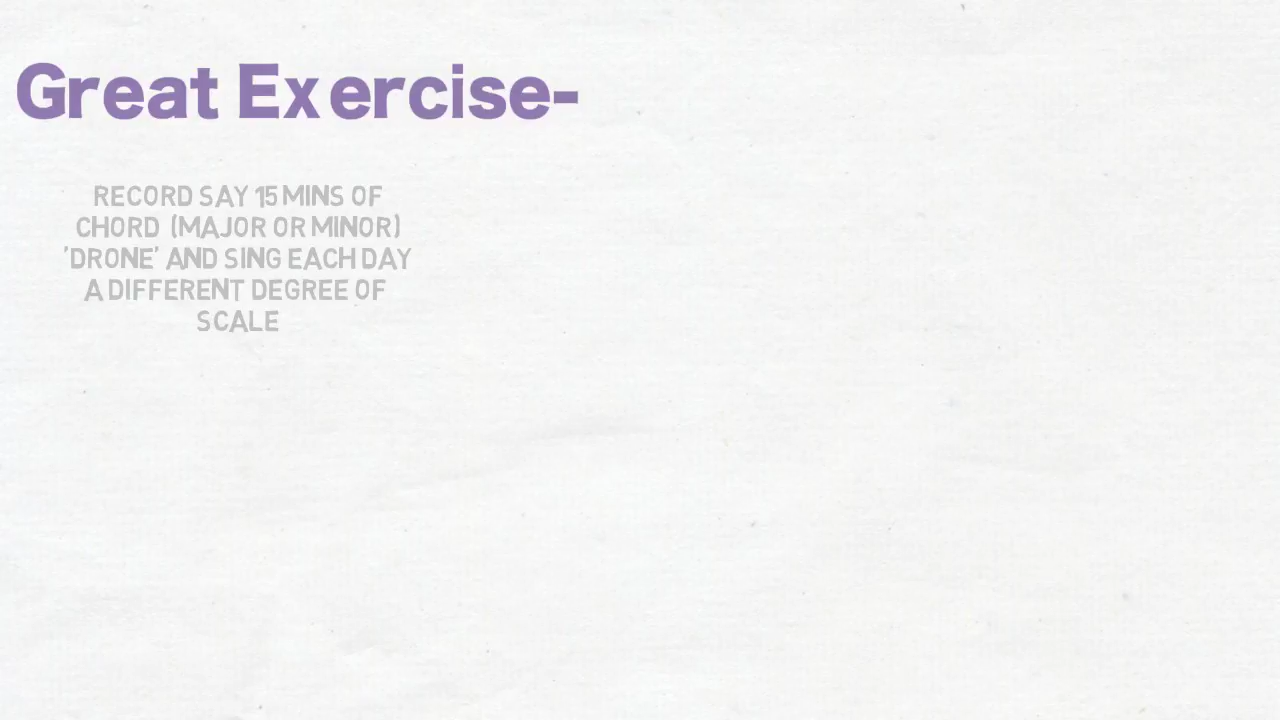 Great Exercise-
RECORD SAY 15 MINS OF
CHORD (MAJOR OR MINOR)
'DRONE' AND SING EACH DAY
A DIFFERENT DEGREE OF
SCALE